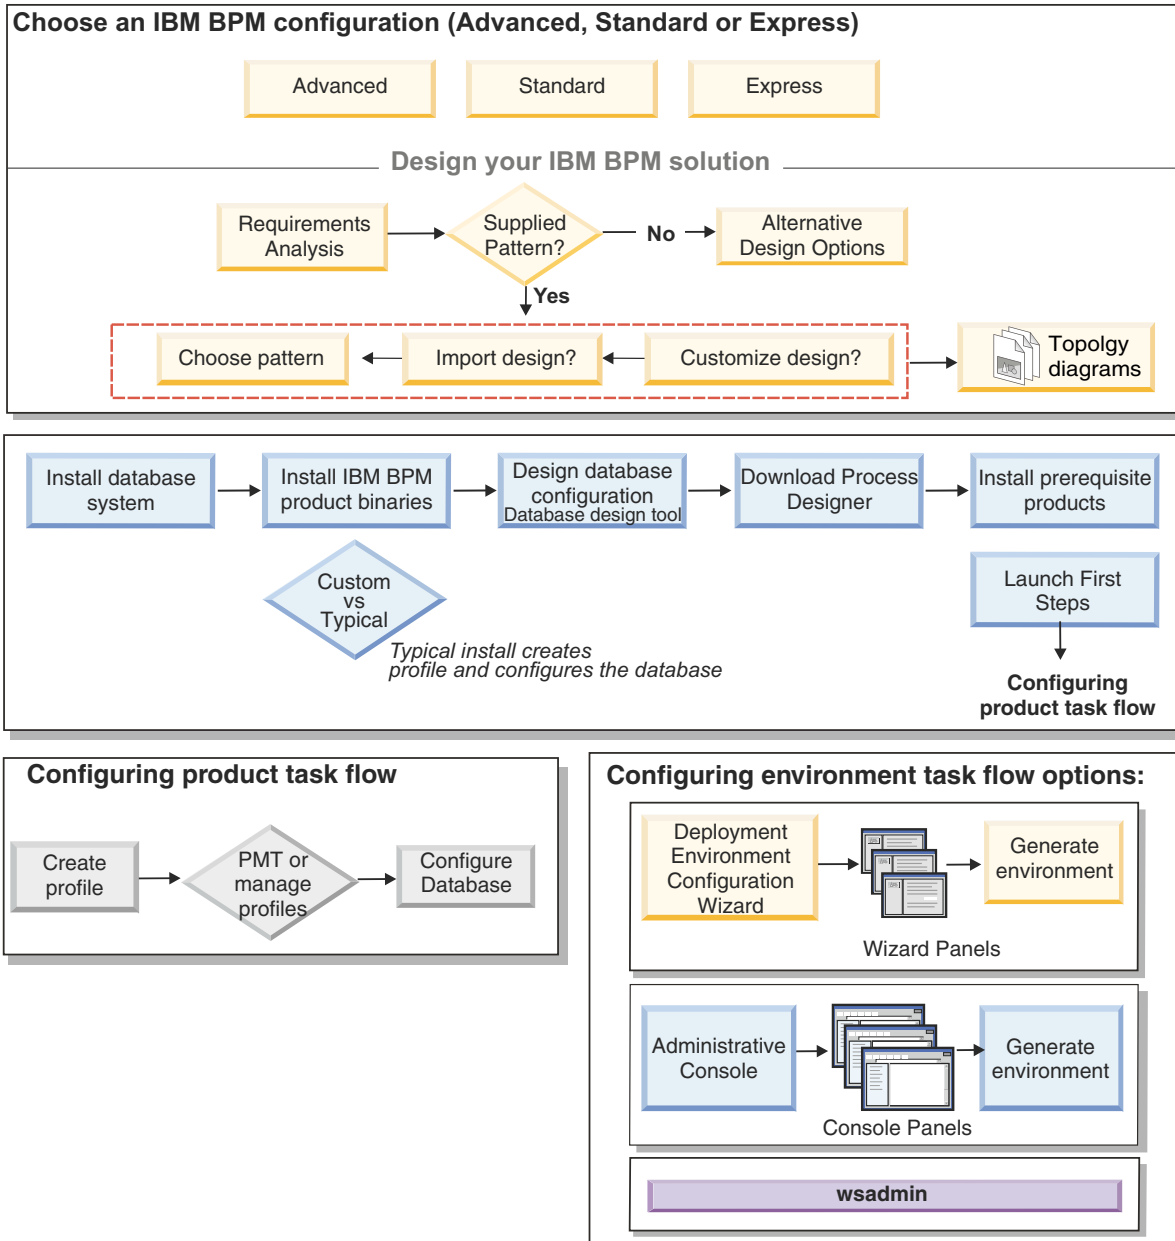 Choose an IBM BPM configuration (Advanced, Standard or Express)
Advanced
Standard
Express
Design your IBM BPM solution
Requirements
Analysis
Supplied
Pattern?
No
Alternative
Design Options
Yes
Choose pattern
Import design?
Customize design?
Topolgy
diagrams
Install database
system
Install IBM BPM
product binaries
Design database
configuration
Database design tool
Download Process
Designer
Install prerequisite
products
Custom
vs
Typical
Typical install creates
profile and configures the database
Launch First
Steps
Configuring
product task flow
Configuring product task flow
Create
profile
PMT or
manage
profiles
Configure
Database
Configuring environment task flow options:
Deployment
Environment
Configuration
Wizard
Wizard Panels
Generate
environment
Administrative
Console
Console Panels
Generate
environment
wsadmin